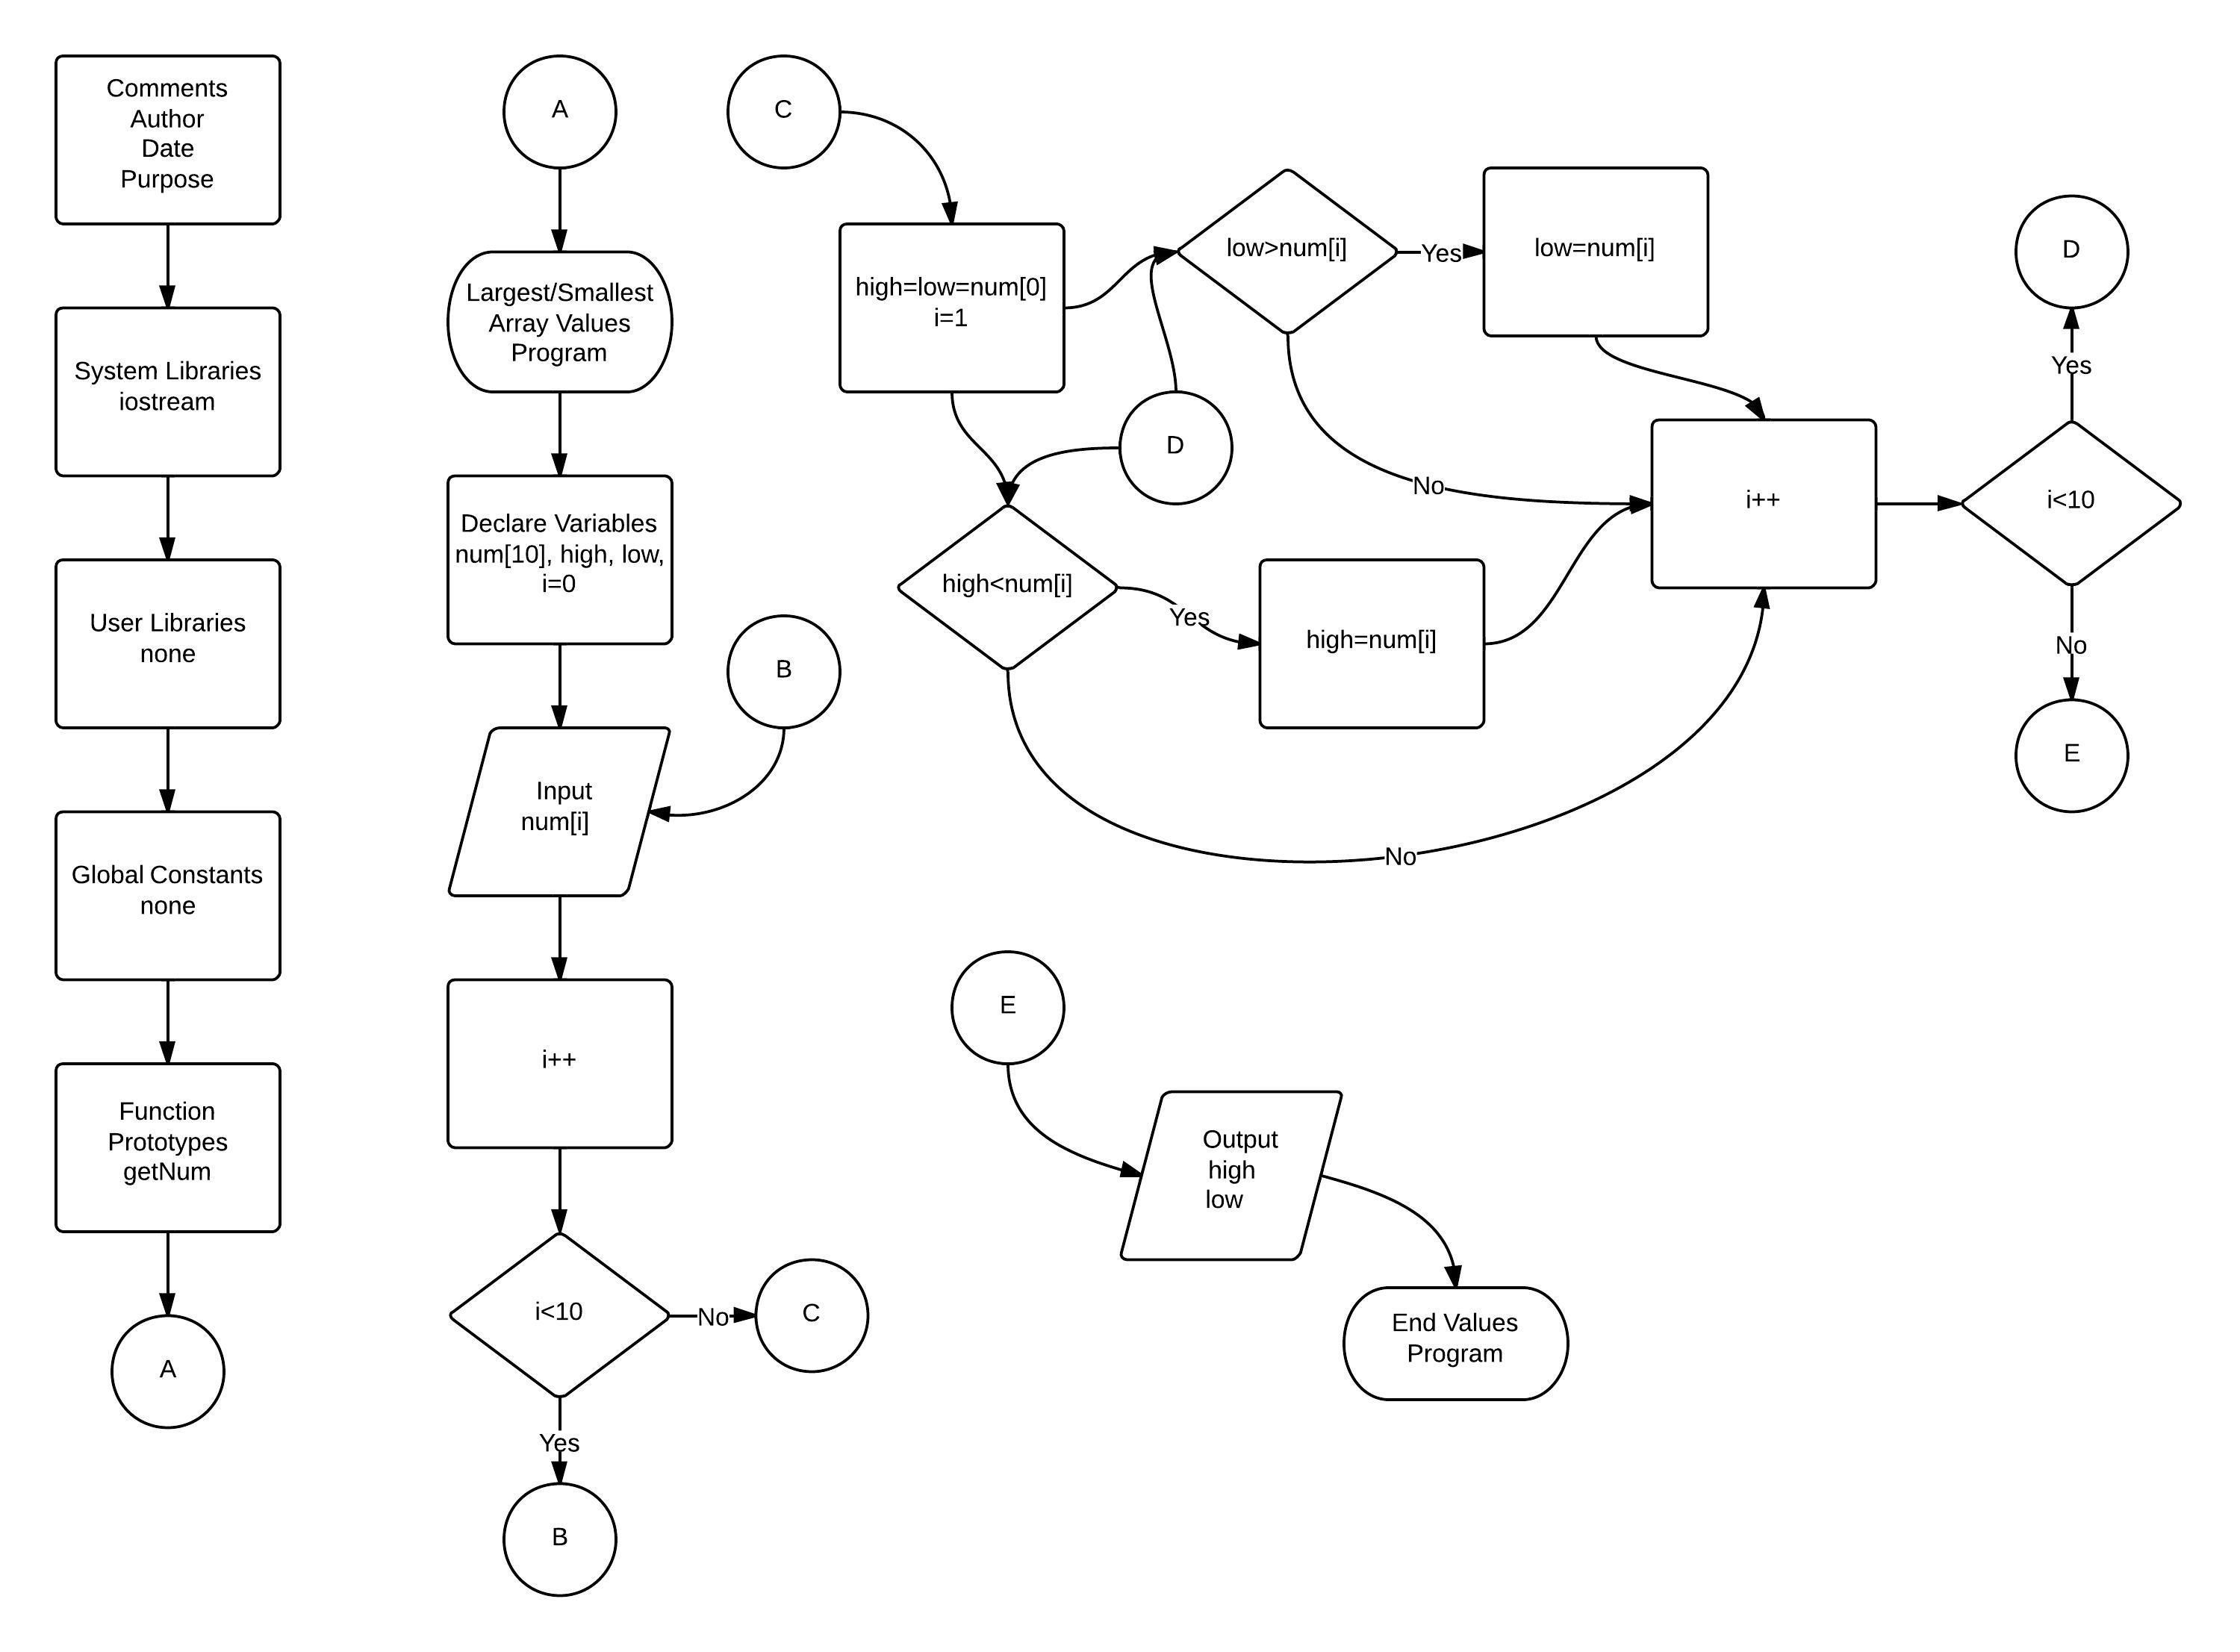 Comments
Author
Date
Purpose
System Libraries
iostream
User Libraries
none
Global Constants
none
Function
Prototypes
getNum
A
A
Largest/Smallest
Array Values
Program
Declare Variables
num[10], high, low,
i=0
B
Input
num[i]
i++
i<10
No
C
Yes
B
C
high=low=num[0]
i=1
low>num[i]
Yes
low=num[i]
D
No
high<num[i]
Yes
high=num[i]
No
i++
i<10
Yes
D
No
E
E
Output
high
low
End Values
Program